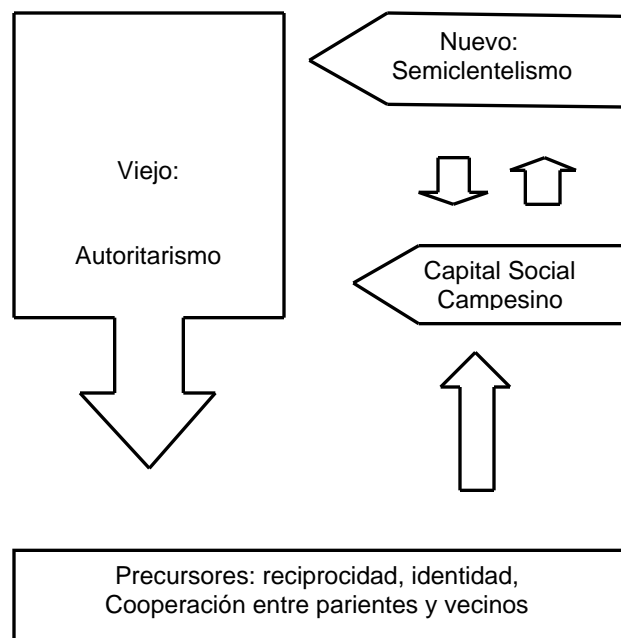 Nuevo:
Semiclentelismo
Viejo:
Autoritarismo
Capital Social
Campesino
Precursores: reciprocidad, identidad,
Cooperación entre parientes y vecinos